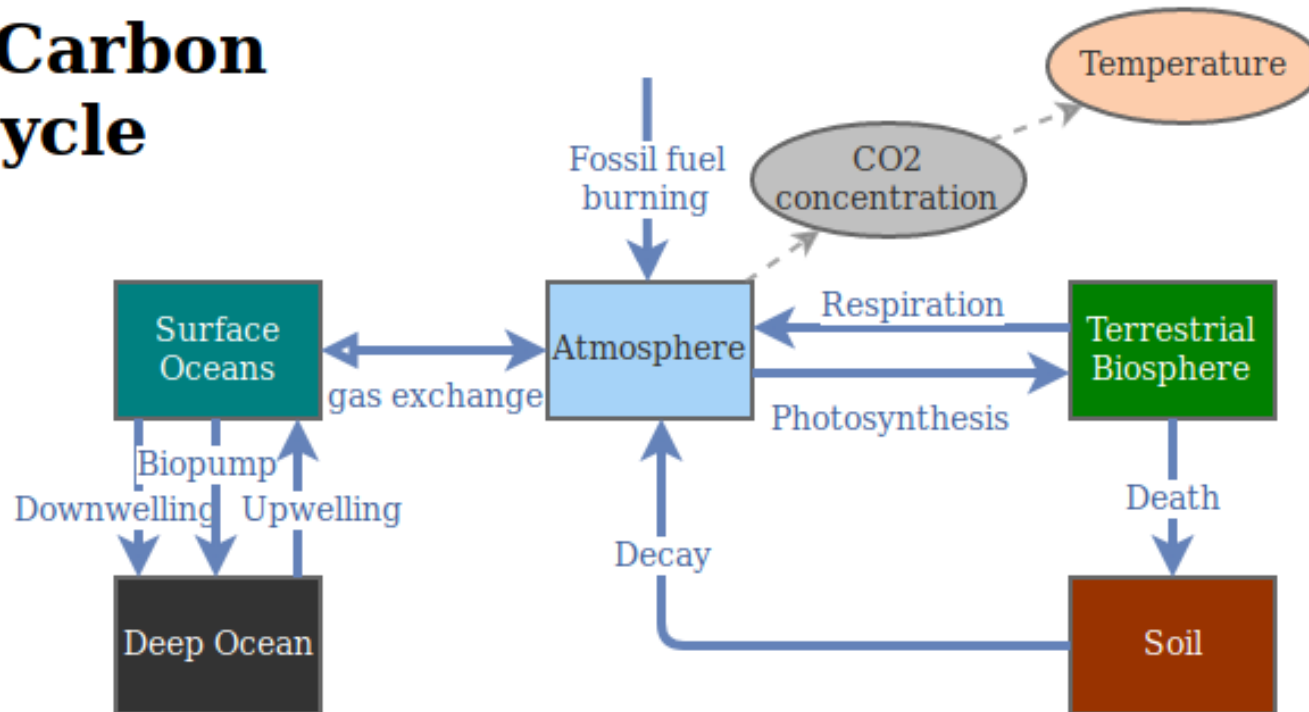 Carbon
ycle
Temperature
CO2
concentration
Fossil fuel
burning
Surface
Oceans
gas exchange
Atmosphere
Respiration
Photosynthesis
Terrestrial
Biosphere
Biopump
Downwelling
Upwelling
Decay
Death
Deep Ocean
Soil